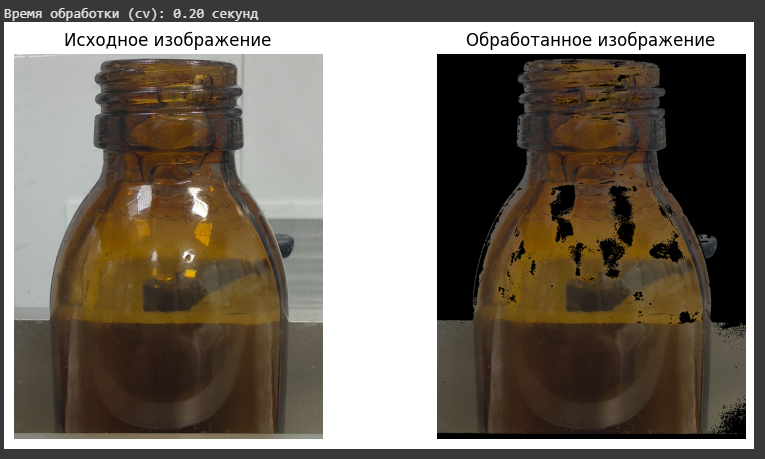 Время обработки (cv): 0.20 секунд
Исходное изображение
Обработанное изображение